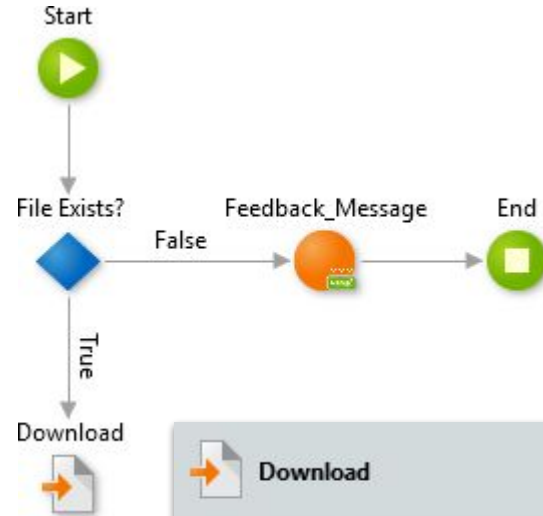 Start
File Exists?
Feedback_Message
End
False
True
Download
Download